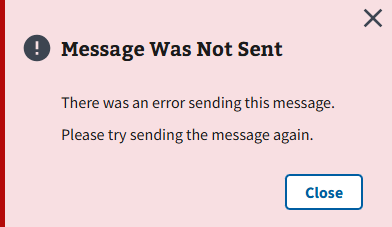 Message Was Not Sent
There was an error sending this message.
Please try sending the message again.
Close